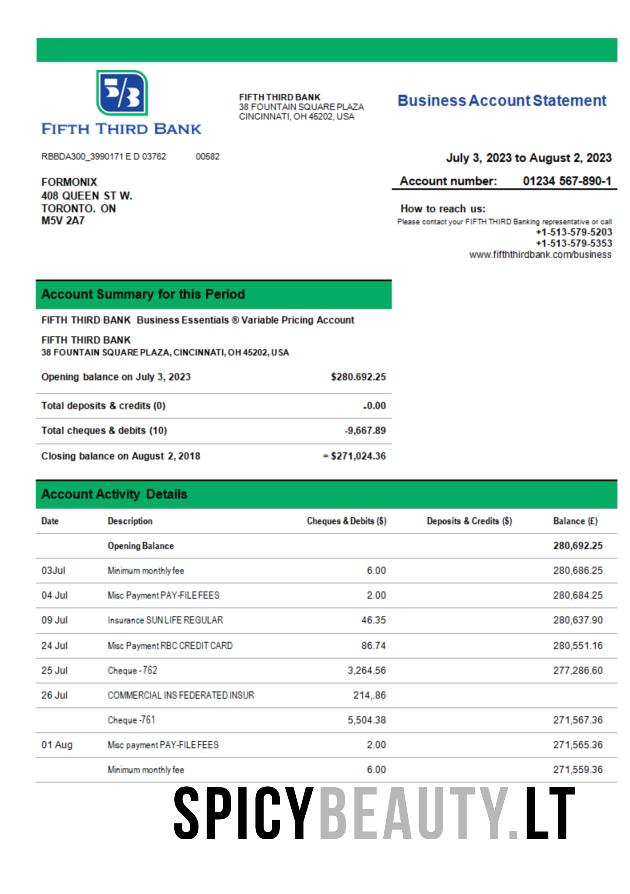 5/3
FIFTH THIRD BANK
FIFTH THIRD BANK
38 FOUNTAIN SQUARE PLAZA
CINCINNATI, OH 45202, USA
Business Account Statement
RBBDA300_3990171 E D 03762 00582
July 3, 2023 to August 2, 2023
FORMONIX
408 QUEEN ST W.
TORONTO. ON
M5V 2A7
Account number: 01234 567-890-1
How to reach us:
Please contact your FIFTH THIRD Banking representative or call
+1-513-579-5203
+1-513-579-5353
www.fifththirdbank.com/business
Account Summary for this Period
FIFTH THIRD BANK Business Essentials ® Variable Pricing Account
FIFTH THIRD BANK
38 FOUNTAIN SQUARE PLAZA, CINCINNATI, OH 45202, USA
Opening balance on July 3, 2023 $280.692.25
Total deposits & credits (0) .0.00
Total cheques & debits (10) -9,667.89
Closing balance on August 2, 2018 = $271,024.36
Account Activity Details
Date Description Cheques & Debits ($) Deposits & Credits ($) Balance (£)
Opening Balance 280,692.25
03Jul Minimum monthly fee 6.00 280,686.25
04 Jul Misc Payment PAY-FILE FEES 2.00 280,684.25
09 Jul Insurance SUN LIFE REGULAR 46.35 280,637.90
24 Jul Misc Payment RBC CREDIT CARD 86.74 280,551.16
25 Jul Cheque -762 3,264.56 277,286.60
26 Jul COMMERCIAL INS FEDERATED INSUR 214,.86
Cheque -761 5,504.38 271,567.36
01 Aug Misc payment PAY-FILE FEES 2.00 271,565.36
Minimum monthly fee 6.00 271,559.36
SPICYBEAUTY.LT